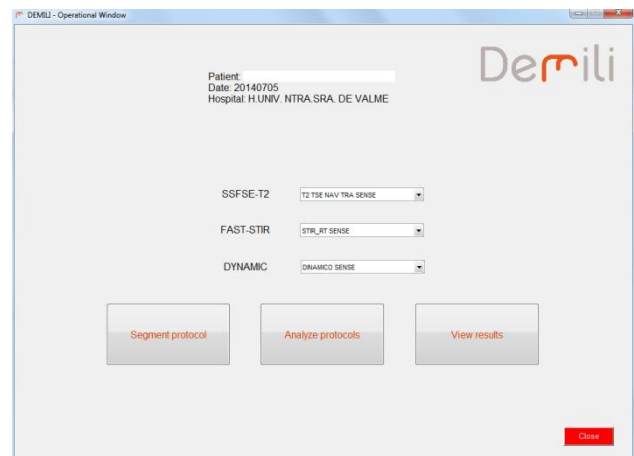 DEMILI - Operational Window
Demili
Patient:
Date: 20140705
Hospital: H.UNIV. NTRA.SRA. DE VALME
SSFSE-T2 T2 TSE NAV TRA SENSE
FAST-STIR STIR_RT SENSE
DYNAMIC DINAMICO SENSE
Segment protocol Analyze protocols View results
Close